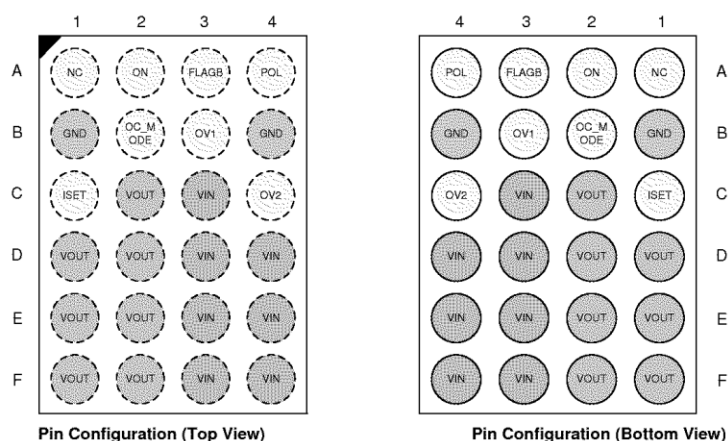 1 2 3 4
A NC ON FLAGB POL
B GND OC_M OV1 GND
ODE
C ISET VOUT VIN OV2
D VOUT VOUT VIN VIN
E VOUT VOUT VIN VIN
F VOUT VOUT VIN VIN
Pin Configuration (Top View)
4 3 2 1
POL FLAGB ON NC A
GND OV1 OC_M GND B
ODE
OV2 VIN VOUT ISET C
VIN VIN VOUT VOUT D
VIN VIN VOUT VOUT E
VIN VIN VOUT VOUT F
Pin Configuration (Bottom View)